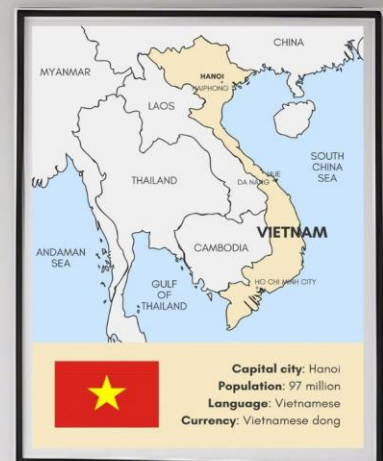 CHINA
MYANMAR
HANOI
HAIPHONG
LAOS
SOUTH
CHINA
SEA
THAILAND
HUE
DA NANG
VIETNAM
CAMBODIA
ANDAMAN
SEA
GULF
OF
THAILAND
HO CHI MINH CITY
Capital city: Hanoi
Population: 97 million
Language: Vietnamese
Currency: Vietnamese dong